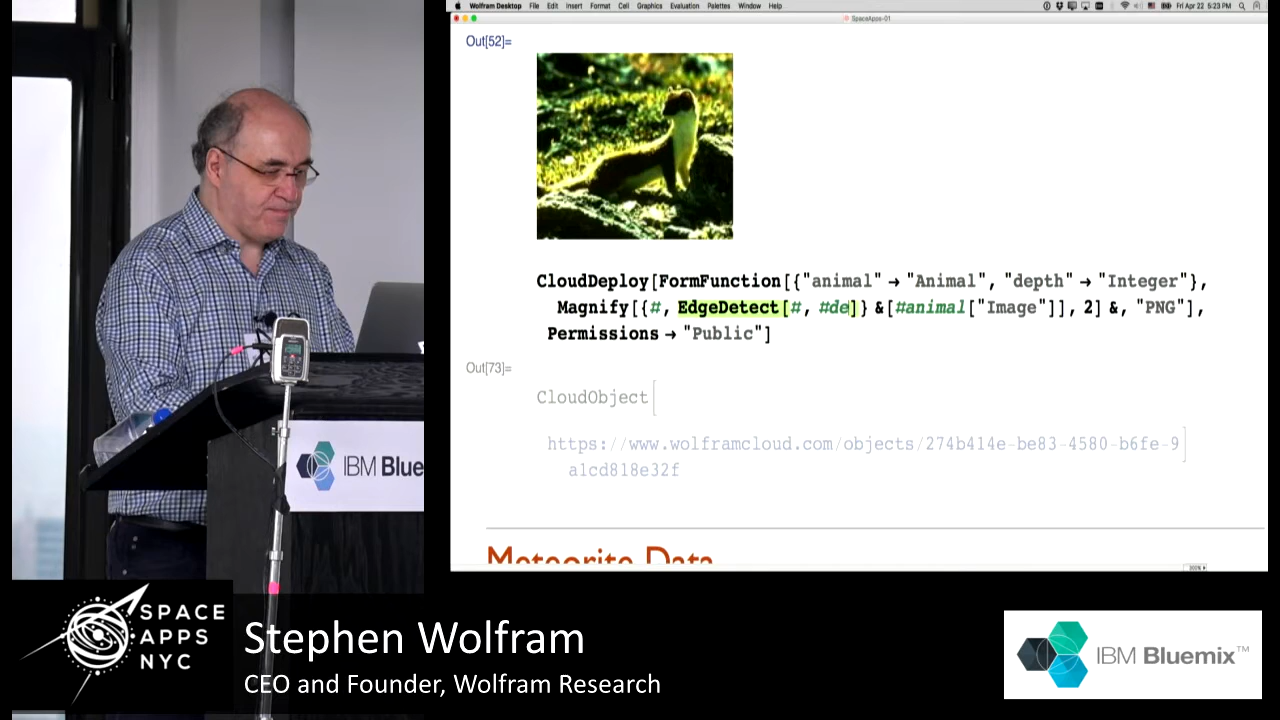 Wolfram Desktop File Edit Insert Format Cell Graphics Evaluation Palettes Window Help
Fri Apr 22 5:23 PM
SpaceApps-01
Out[52]=
CloudDeploy[FormFunction[{"animal" → "Animal", "depth" → "Integer"},
Magnify[{#, EdgeDetect[#, #de]} &[#animal["Image"]], 2] &, "PNG"],
Permissions → "Public"]
Out[73]=
CloudObject[
https://www.wolframcloud.com/objects/274b414e-be83-4580-b6fe-9
a1cd818e32f]
Meteorite Data
300%
IBM Blue
SPACE
APPS
NYC
Stephen Wolfram
CEO and Founder, Wolfram Research
IBM Bluemix™